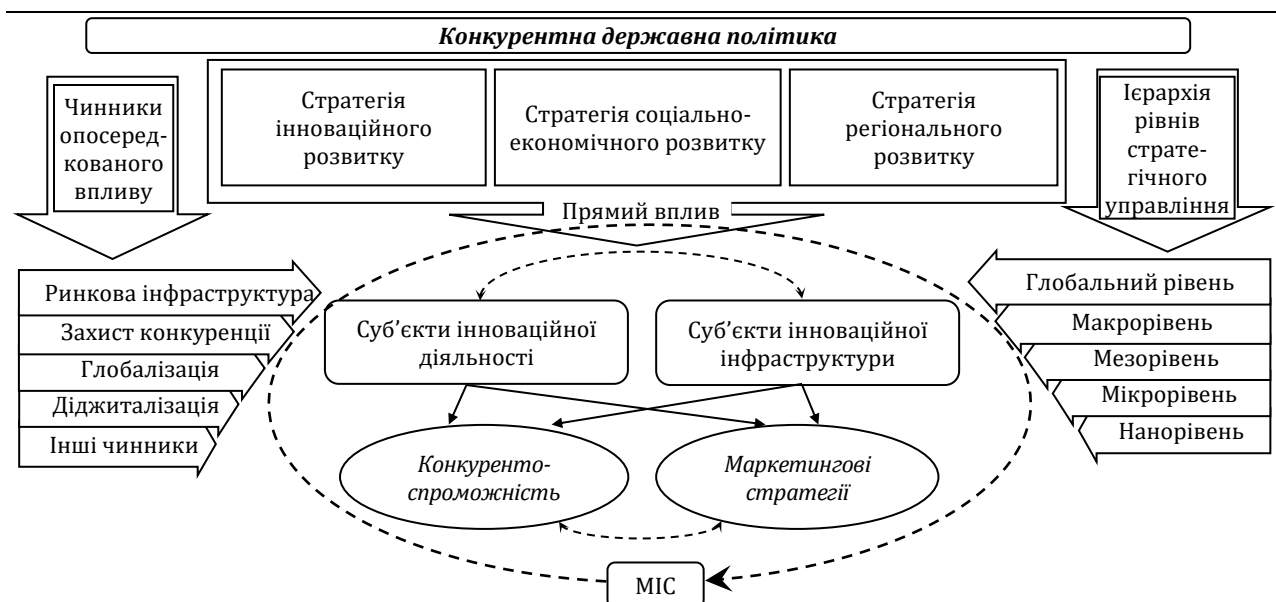 Конкурентна державна політика
Чинники
опосеред-
кованого
впливу
Стратегія
інноваційного
розвитку
Стратегія соціально-
економічного розвитку
Стратегія
регіонального
розвитку
Ієрархія
рівнів
страте-
гічного
управління
Прямий вплив
Ринкова інфраструктура
Захист конкуренції
Глобалізація
Діджиталізація
Інші чинники
Суб’єкти інноваційної
діяльності
Суб’єкти інноваційної
інфраструктури
Конкуренто-
спроможність
Маркетингові
стратегії
Глобальний рівень
Макрорівень
Мезорівень
Мікрорівень
Нанорівень
МІС